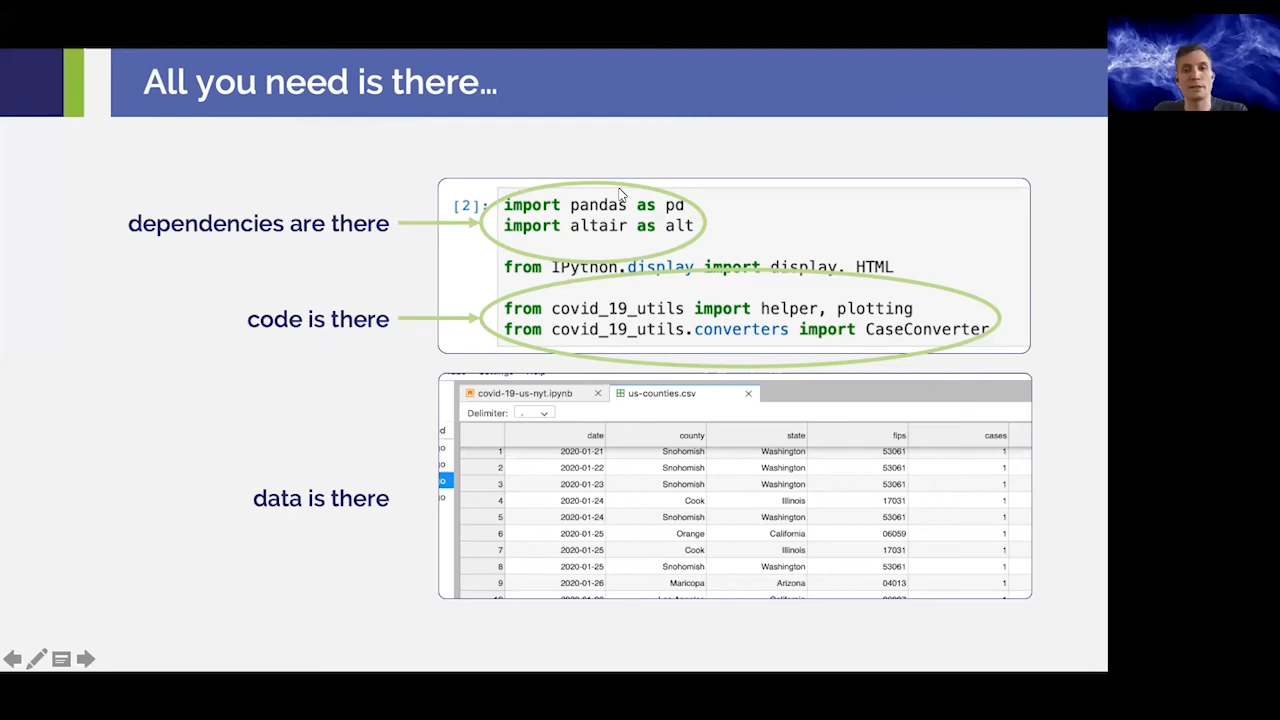 All you need is there…
dependencies are there
[2]:
import pandas as pd
import altair as alt
from IPython.display import display, HTML
code is there
from covid_19_utils import helper, plotting
from covid_19_utils.converters import CaseConverter
covid-19-us-nyt.ipynb
us-counties.csv
Delimiter: ,
date county state fips cases
1 2020-01-21 Snohomish Washington 53061 1
2 2020-01-22 Snohomish Washington 53061 1
3 2020-01-23 Snohomish Washington 53061 1
4 2020-01-24 Cook Illinois 17031 1
5 2020-01-24 Snohomish Washington 53061 1
6 2020-01-25 Orange California 06059 1
7 2020-01-25 Cook Illinois 17031 1
8 2020-01-25 Snohomish Washington 53061 1
9 2020-01-26 Maricopa Arizona 04013 1
data is there